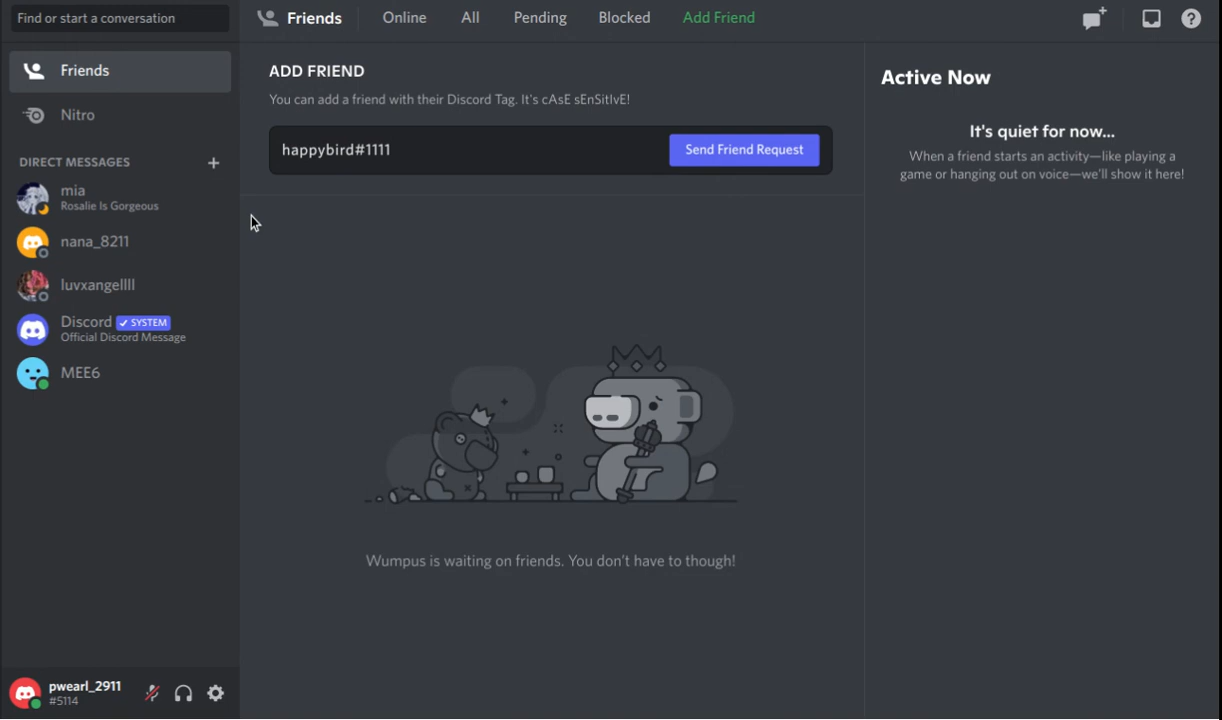 Find or start a conversation
Friends
Online
All
Pending
Blocked
Add Friend
Friends
Nitro
DIRECT MESSAGES
mia
Rosalie Is Gorgeous
nana_8211
luvxangellll
Discord ✓ SYSTEM
Official Discord Message
MEE6
pwearl_2911
#5114
ADD FRIEND
You can add a friend with their Discord Tag. It's cAsE sEnSitIvE!
happybird#1111
Send Friend Request
Wumpus is waiting on friends. You don't have to though!
Active Now
It's quiet for now...
When a friend starts an activity—like playing a
game or hanging out on voice—we'll show it here!